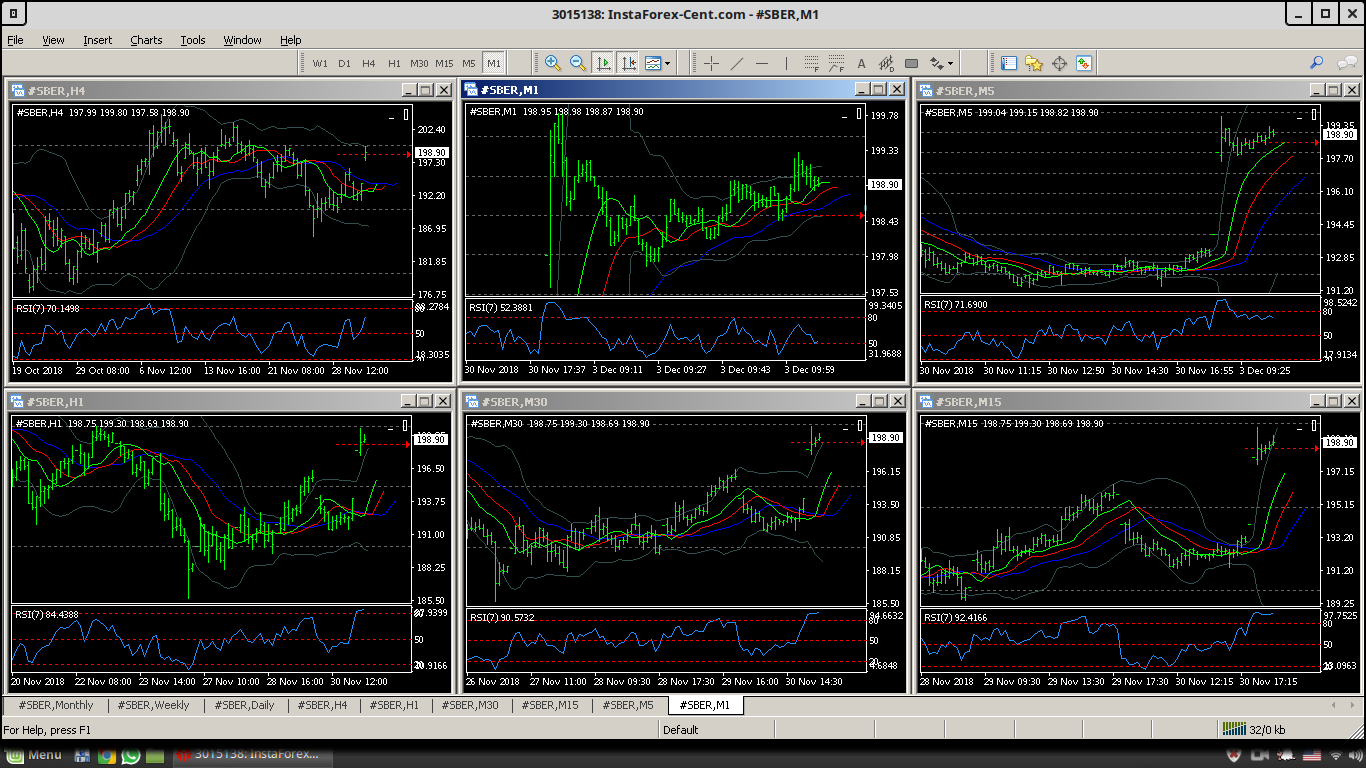 3015138: InstaForex-Cent.com - #SBER,M1
File View Insert Charts Tools Window Help
W1 D1 H4 H1 M30 M15 M5 M1
#SBER,H4
#SBER,H4 197.99 199.80 197.58 198.90
202.40
198.90
197.30
192.20
186.95
181.85
176.75
RSI(7) 70.1498
50
18.3035
19 Oct 2018 29 Oct 08:00 6 Nov 12:00 13 Nov 16:00 21 Nov 08:00 28 Nov 12:00
#SBER,M1
#SBER,M1 198.95 198.98 198.87 198.90
199.78
199.33
198.90
198.43
197.98
197.53
RSI(7) 52.3881
99.3405
80
50
31.9688
30 Nov 2018 30 Nov 17:37 3 Dec 09:11 3 Dec 09:27 3 Dec 09:43 3 Dec 09:59
#SBER,M5
#SBER,M5 199.04 199.15 198.82 198.90
199.35
198.90
197.70
196.10
194.45
192.85
191.20
RSI(7) 71.6900
98.5242
80
50
17.9134
30 Nov 2018 30 Nov 11:15 30 Nov 12:50 30 Nov 14:30 30 Nov 16:55 3 Dec 09:25
#SBER,H1
#SBER,H1 198.75 199.30 198.69 198.90
198.90
196.50
193.75
191.00
188.25
185.50
RSI(7) 84.4388
50
20 Nov 2018 22 Nov 08:00 23 Nov 14:00 27 Nov 10:00 28 Nov 16:00 30 Nov 12:00
#SBER,M30
#SBER,M30 198.75 199.30 198.69 198.90
198.90
196.15
193.50
190.85
188.15
185.50
RSI(7) 90.5732
94.6632
80
50
26 Nov 2018 27 Nov 11:00 28 Nov 08:30 28 Nov 17:30 29 Nov 16:00 30 Nov 14:30
#SBER,M15
#SBER,M15 198.75 199.30 198.69 198.90
198.90
197.15
195.15
193.20
191.20
189.25
RSI(7) 92.4166
97.7525
80
50
28 Nov 2018 29 Nov 09:30 29 Nov 13:30 29 Nov 17:30 30 Nov 12:15 30 Nov 17:15
#SBER,Monthly #SBER,Weekly #SBER,Daily #SBER,H4 #SBER,H1 #SBER,M30 #SBER,M15 #SBER,M5 #SBER,M1
For Help, press F1 Default 32/0 kb
Menu 3015138: InstaForex-Cent.c...